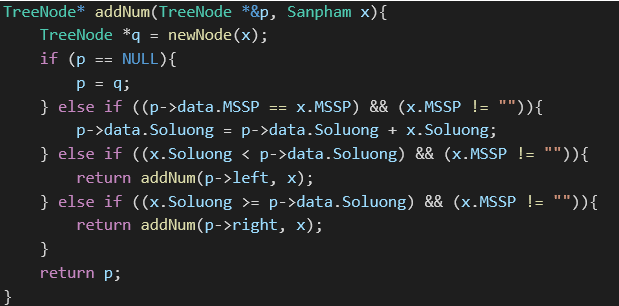 TreeNode* addNum(TreeNode *&p, Sanpham x){
    TreeNode *q = newNode(x);
    if (p == NULL){
        p = q;
    } else if ((p->data.MSSP == x.MSSP) && (x.MSSP != "")){
        p->data.Soluong = p->data.Soluong + x.Soluong;
    } else if ((x.Soluong < p->data.Soluong) && (x.MSSP != "")){
        return addNum(p->left, x);
    } else if ((x.Soluong >= p->data.Soluong) && (x.MSSP != "")){
        return addNum(p->right, x);
    }
    return p;
}